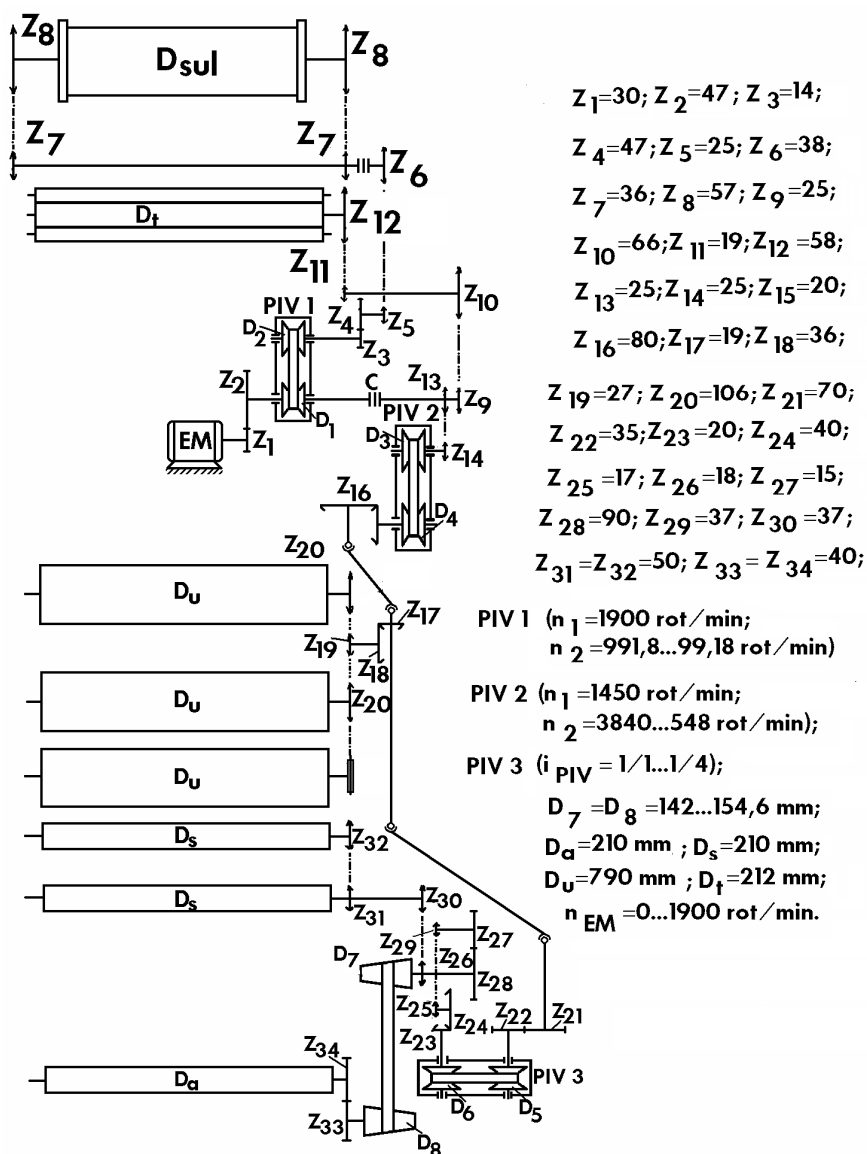 Z8
Dsul
Z8
Z7
Z7
Z6
Dt
Z12
Z11
PIV 1
Z10
D2
Z4
Z5
Z3
Z2
C
Z13
Z9
D1
PIV 2
EM
Z1
D3
Z14
Z16
D4
Z20
Du
Z17
Z19
Z18
Du
Z20
Du
Ds
Z32
Ds
Z30
Z31
Z29
Z27
D7
Z26
Z28
Z25
Z24
Z22
Z21
Z23
Z34
PIV 3
Da
D6
D5
Z33
D8
Z1=30; Z2=47; Z3=14;
Z4=47; Z5=25; Z6=38;
Z7=36; Z8=57; Z9=25;
Z10=66; Z11=19; Z12=58;
Z13=25; Z14=25; Z15=20;
Z16=80; Z17=19; Z18=36;
Z19=27; Z20=106; Z21=70;
Z22=35; Z23=20; Z24=40;
Z25=17; Z26=18; Z27=15;
Z28=90; Z29=37; Z30=37;
Z31=Z32=50; Z33=Z34=40;
PIV 1 (n1=1900 rot/min;
n2=991,8...99,18 rot/min)
PIV 2 (n1=1450 rot/min;
n2=3840...548 rot/min);
PIV 3 (iPIV = 1/1...1/4);
D7=D8=142...154,6 mm;
Da=210 mm ; Ds=210 mm;
Du=790 mm ; Dt=212 mm;
nEM=0...1900 rot/min.